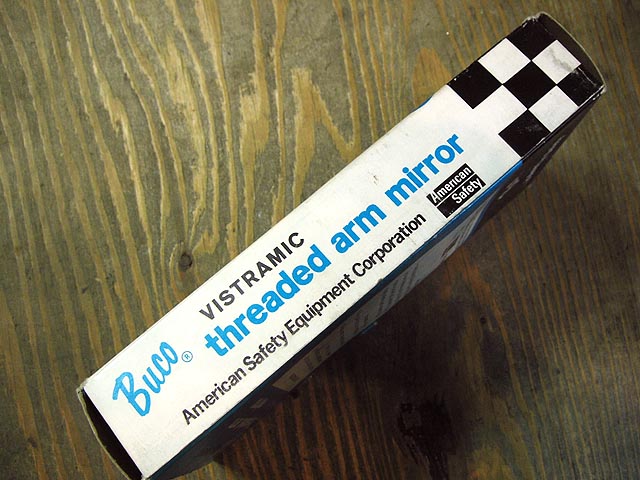 Buco®
VISTRAMIC
threaded arm mirror
American Safety Equipment Corporation
American
Safety